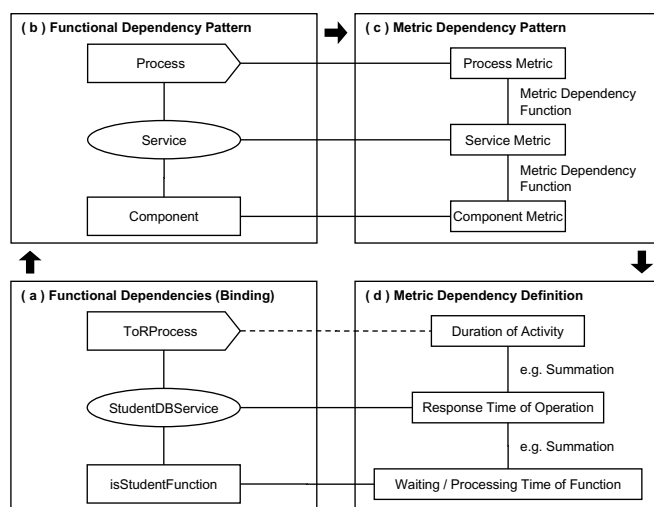 ( b ) Functional Dependency Pattern
Process
Service
Component
( c ) Metric Dependency Pattern
Process Metric
Metric Dependency
Function
Service Metric
Metric Dependency
Function
Component Metric
( a ) Functional Dependencies (Binding)
ToRProcess
StudentDBService
isStudentFunction
( d ) Metric Dependency Definition
Duration of Activity
e.g. Summation
Response Time of Operation
e.g. Summation
Waiting / Processing Time of Function